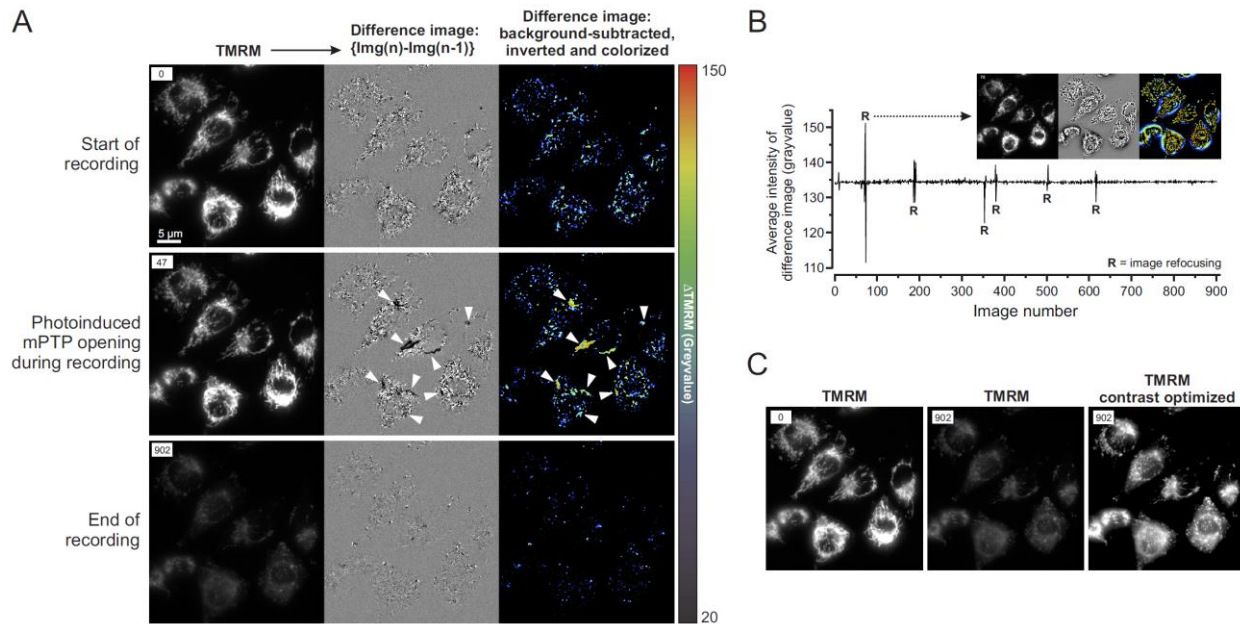 A
TMRM
Difference image:
{Img(n)-Img(n-1)}
Difference image:
background-subtracted,
inverted and colorized
Start of
recording
0
5 µm
Photoinduced
mPTP opening
during recording
47
End of
recording
902
150
ΔTMRM (Greyvalue)
20
B
Average intensity of
difference image (grayvalue)
150
140
130
120
110
R
R
R
R
R
R
R = image refocusing
0 100 200 300 400 500 600 700 800 900
Image number
C
TMRM
TMRM
TMRM
contrast optimized
0
902
902